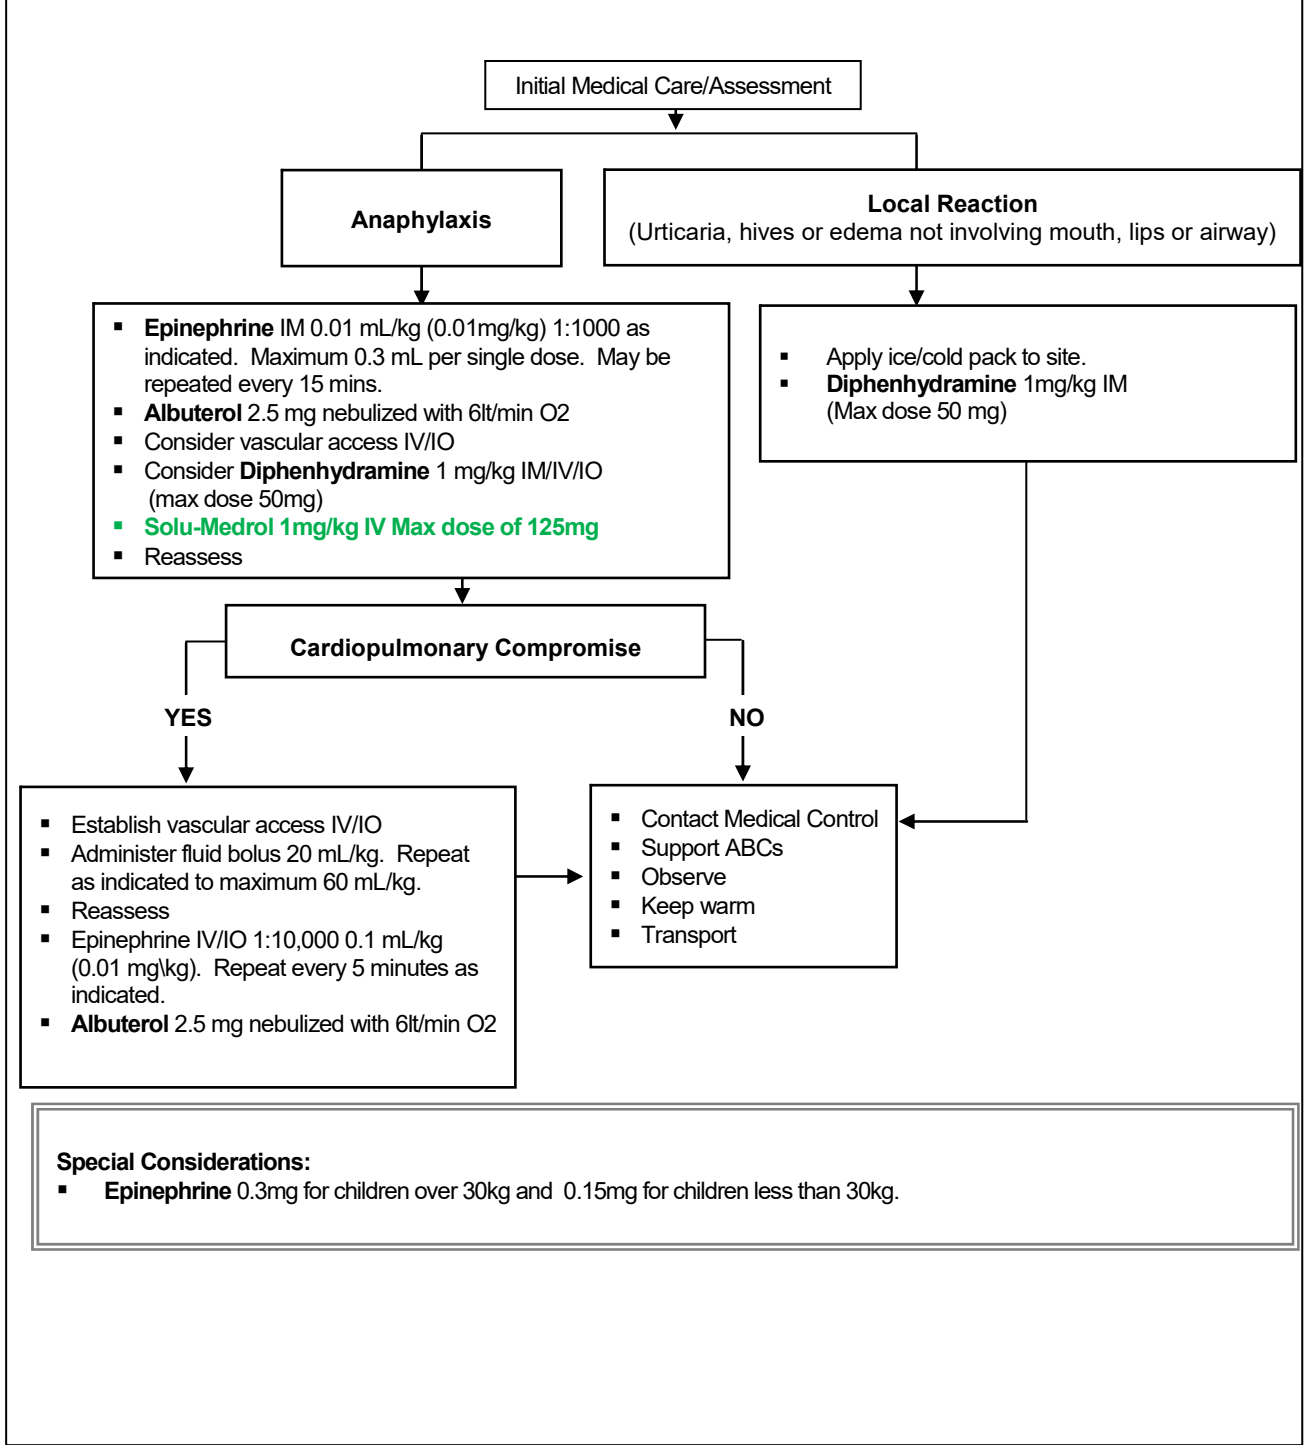 Initial Medical Care/Assessment
Anaphylaxis
Local Reaction
(Urticaria, hives or edema not involving mouth, lips or airway)
▪ Epinephrine IM 0.01 mL/kg (0.01mg/kg) 1:1000 as
indicated. Maximum 0.3 mL per single dose. May be
repeated every 15 mins.
▪ Albuterol 2.5 mg nebulized with 6lt/min O2
▪ Consider vascular access IV/IO
▪ Consider Diphenhydramine 1 mg/kg IM/IV/IO
(max dose 50mg)
▪ Solu-Medrol 1mg/kg IV Max dose of 125mg
▪ Reassess
▪ Apply ice/cold pack to site.
▪ Diphenhydramine 1mg/kg IM
(Max dose 50 mg)
Cardiopulmonary Compromise
YES
NO
▪ Establish vascular access IV/IO
▪ Administer fluid bolus 20 mL/kg. Repeat
as indicated to maximum 60 mL/kg.
▪ Reassess
▪ Epinephrine IV/IO 1:10,000 0.1 mL/kg
(0.01 mg\kg). Repeat every 5 minutes as
indicated.
▪ Albuterol 2.5 mg nebulized with 6lt/min O2
▪ Contact Medical Control
▪ Support ABCs
▪ Observe
▪ Keep warm
▪ Transport
Special Considerations:
▪ Epinephrine 0.3mg for children over 30kg and 0.15mg for children less than 30kg.